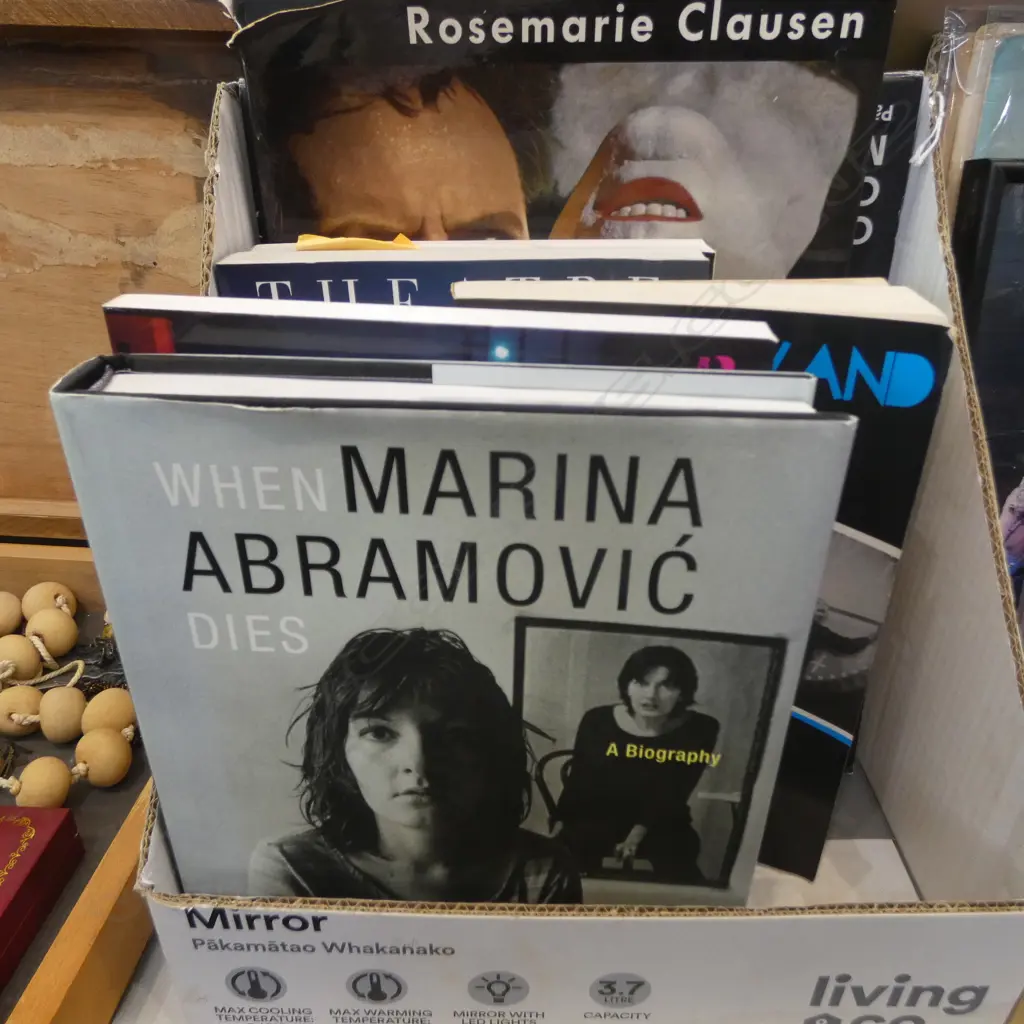 Rosemarie Clausen
WHEN MARINA
ABRAMOVIĆ
DIES
A Biography
Mirror
Pākamātao Whakanako
MAX COOLING
TEMPERATURE:
MAX WARMING
TEMPERATURE:
MIRROR WITH
LED LIGHTS
3.7
LITRE
CAPACITY
living
&co